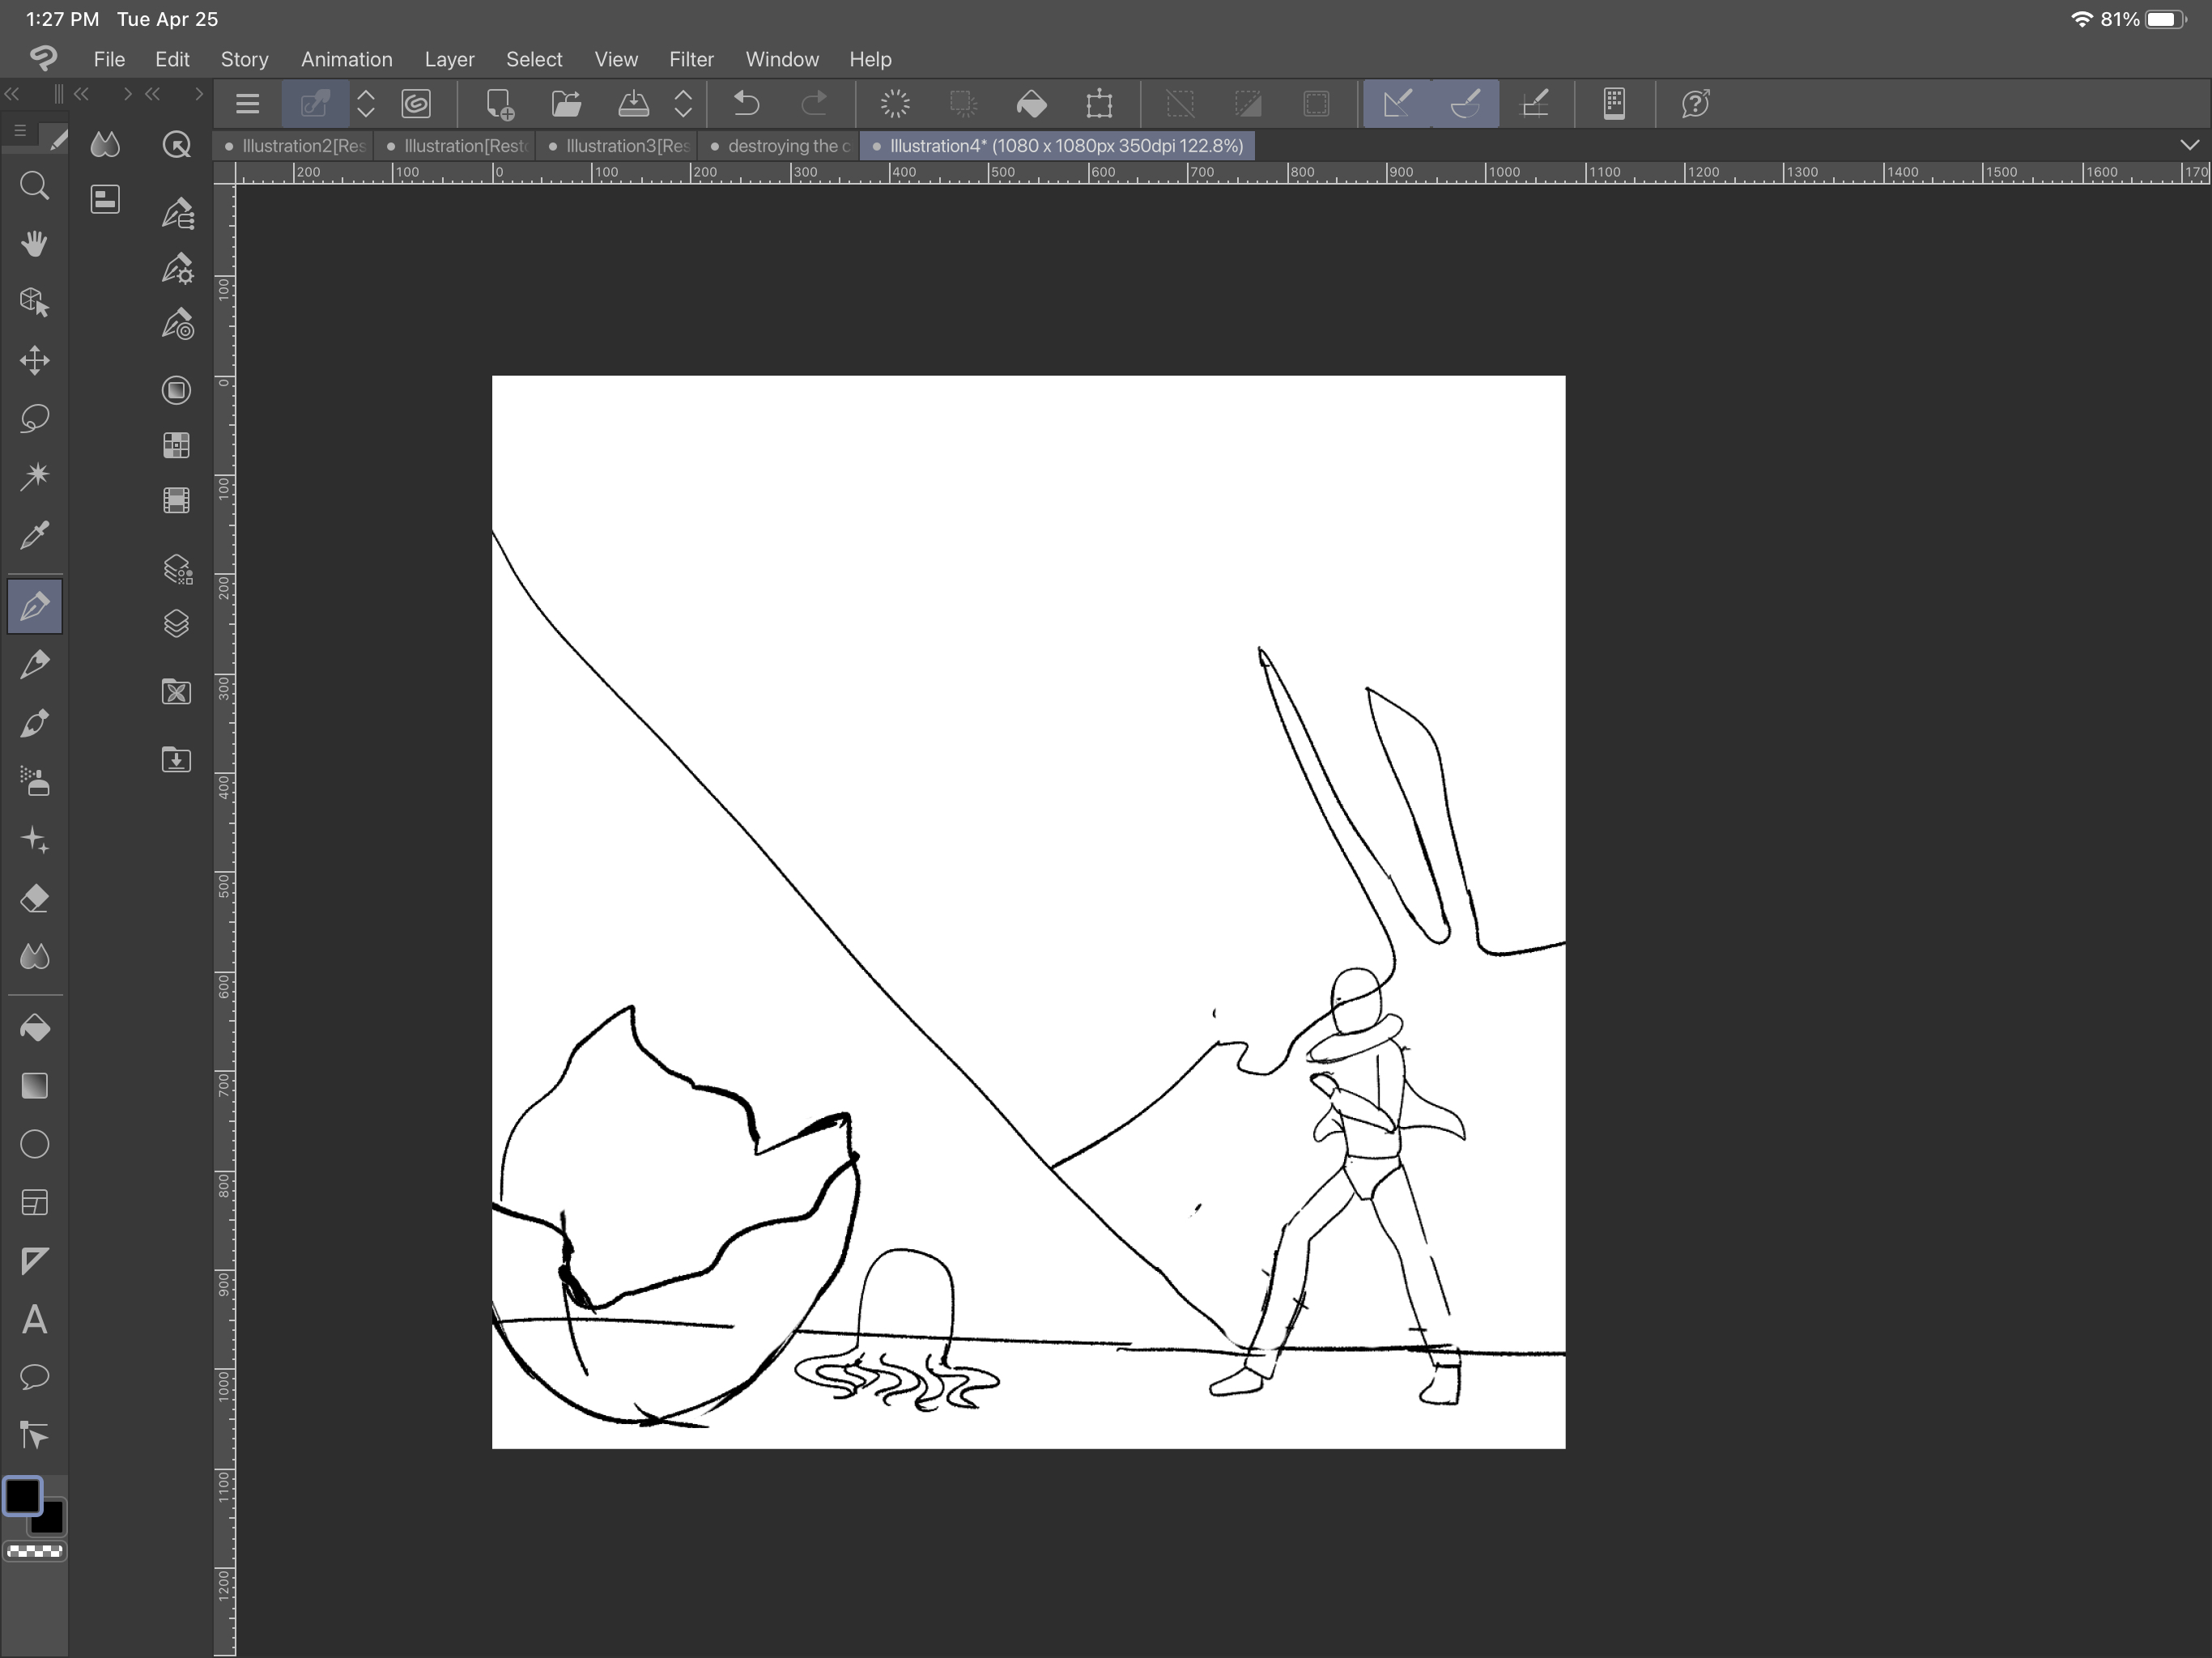 1:27 PM Tue Apr 25 81%
File Edit Story Animation Layer Select View Filter Window Help
Illustration2[Res Illustration[Rest Illustration3[Res destroying the c Illustration4* (1080 x 1080px 350dpi 122.8%)
200 100 0 100 200 300 400 500 600 700 800 900 1000 1100 1200 1300 1400 1500 1600 170
100
0
100
200
300
400
500
600
700
800
900
1000
1100
1200
A